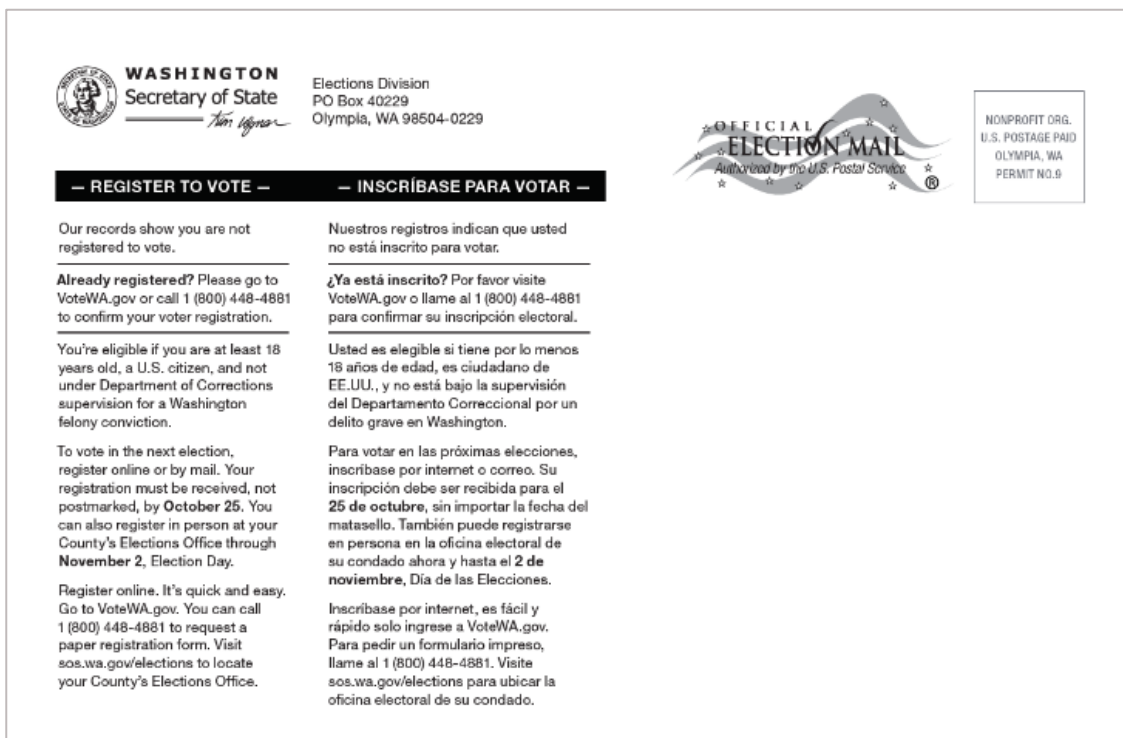 WASHINGTON
Secretary of State
Kim Wyman
Elections Division
PO Box 40229
Olympia, WA 98504-0229
OFFICIAL
ELECTION MAIL
Authorized by the U.S. Postal Service
®
NONPROFIT ORG.
U.S. POSTAGE PAID
OLYMPIA, WA
PERMIT NO.9
— REGISTER TO VOTE —
Our records show you are not
registered to vote.
Already registered? Please go to
VoteWA.gov or call 1 (800) 448-4881
to confirm your voter registration.
You're eligible if you are at least 18
years old, a U.S. citizen, and not
under Department of Corrections
supervision for a Washington
felony conviction.
To vote in the next election,
register online or by mail. Your
registration must be received, not
postmarked, by October 25. You
can also register in person at your
County's Elections Office through
November 2, Election Day.
Register online. It's quick and easy.
Go to VoteWA.gov. You can call
1 (800) 448-4881 to request a
paper registration form. Visit
sos.wa.gov/elections to locate
your County's Elections Office.
— INSCRÍBASE PARA VOTAR —
Nuestros registros indican que usted
no está inscrito para votar.
¿Ya está inscrito? Por favor visite
VoteWA.gov o llame al 1 (800) 448-4881
para confirmar su inscripción electoral.
Usted es elegible si tiene por lo menos
18 años de edad, es ciudadano de
EE.UU., y no está bajo la supervisión
del Departamento Correccional por un
delito grave en Washington.
Para votar en las próximas elecciones,
inscríbase por internet o correo. Su
inscripción debe ser recibida para el
25 de octubre, sin importar la fecha del
matasello. También puede registrarse
en persona en la oficina electoral de
su condado ahora y hasta el 2 de
noviembre, Día de las Elecciones.
Inscríbase por internet, es fácil y
rápido solo ingrese a VoteWA.gov.
Para pedir un formulario impreso,
llame al 1 (800) 448-4881. Visite
sos.wa.gov/elections para ubicar la
oficina electoral de su condado.